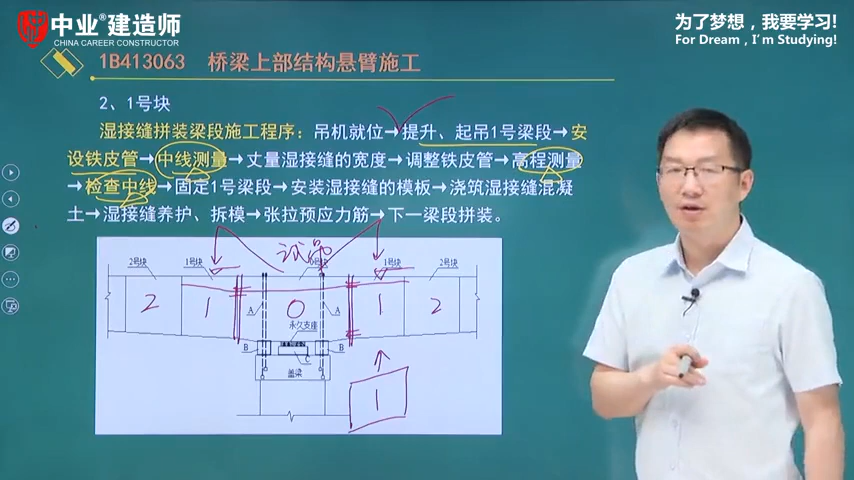 中业®建造师
CHINA CAREER CONSTRUCTOR
为了梦想，我要学习!
For Dream, I'm Studying!
1B413063 桥梁上部结构悬臂施工
2、1号块
湿接缝拼装梁段施工程序：吊机就位→提升、起吊1号梁段→安
设铁皮管→中线测量→丈量湿接缝的宽度→调整铁皮管→高程测量
→检查中线→固定1号梁段→安装湿接缝的模板→浇筑湿接缝混凝
土→湿接缝养护、拆模→张拉预应力筋→下一梁段拼装。
2号块 1号块 号块 1号块 2号块
2 1 0 1 2
A A
永久支座
B B
C
盖梁
1